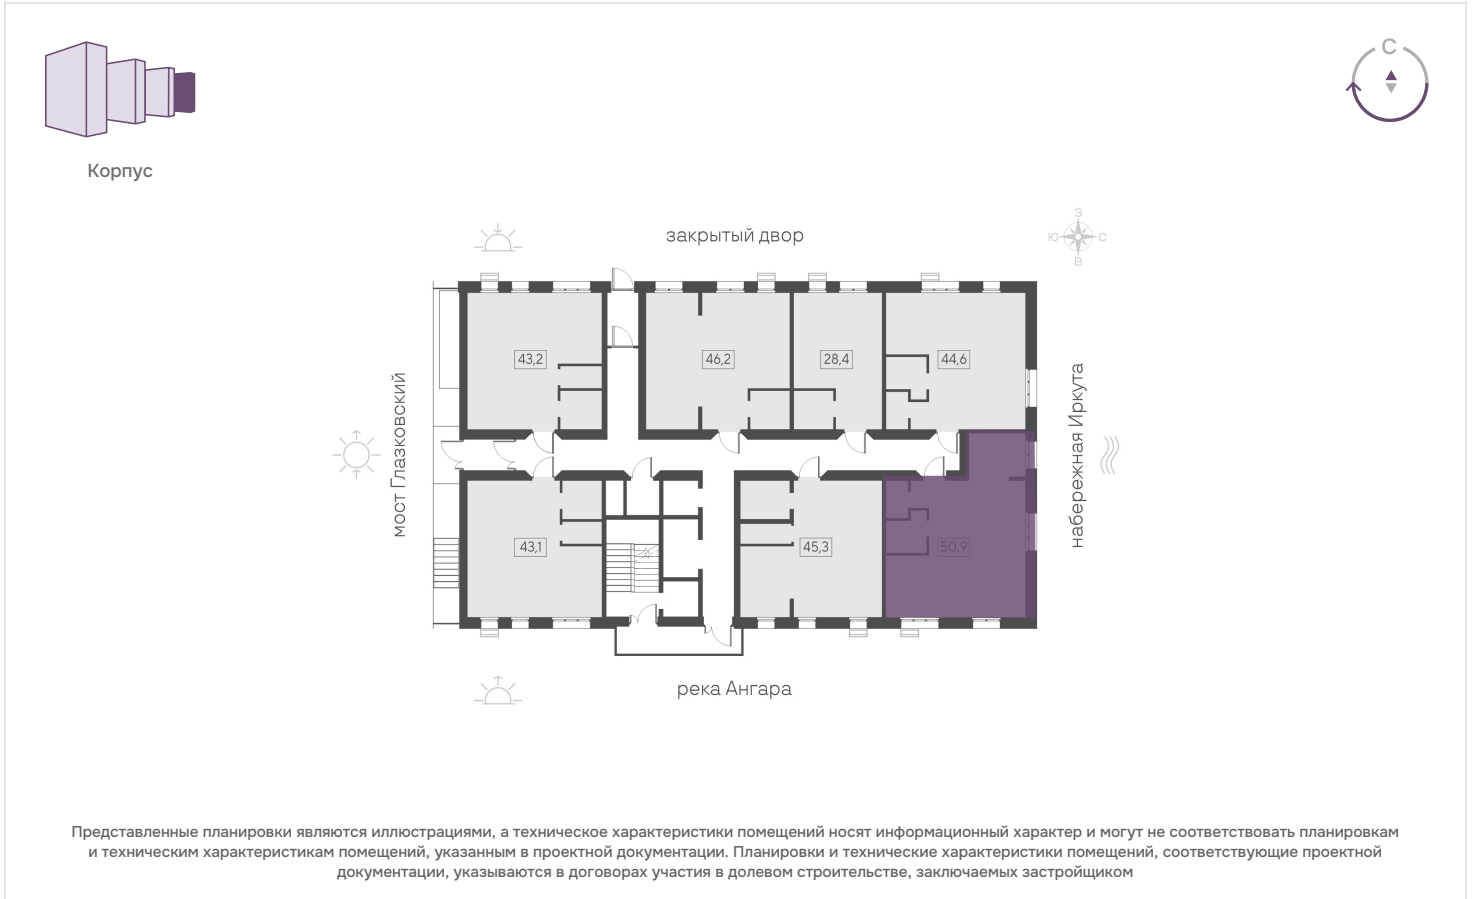 С
Корпус
закрытый двор
З
Ю
С
В
43,2
46,2
28,4
44,6
мост Глазковский
набережная Иркута
43,1
45,3
50,9
река Ангара
Представленные планировки являются иллюстрациями, а техническое характеристики помещений носят информационный характер и могут не соответствовать планировкам
и техническим характеристикам помещений, указанным в проектной документации. Планировки и технические характеристики помещений, соответствующие проектной
документации, указываются в договорах участия в долевом строительстве, заключаемых застройщиком